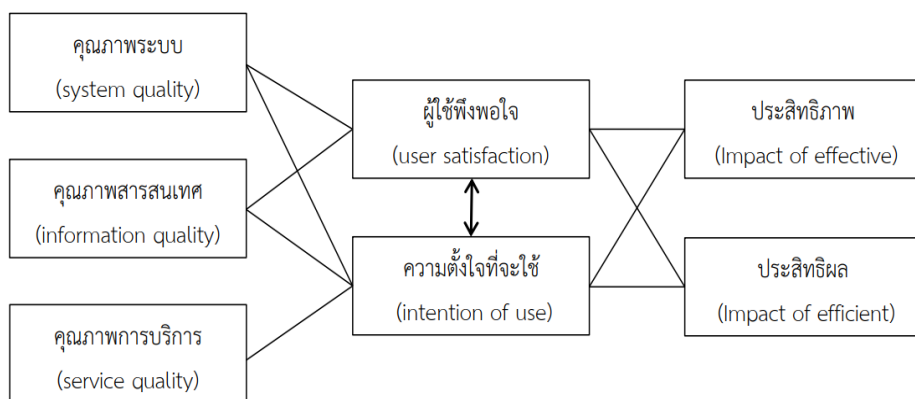 คุณภาพระบบ
(system quality)
คุณภาพสารสนเทศ
(information quality)
คุณภาพการบริการ
(service quality)
ผู้ใช้พึงพอใจ
(user satisfaction)
ความตั้งใจที่จะใช้
(intention of use)
ประสิทธิภาพ
(Impact of effective)
ประสิทธิผล
(Impact of efficient)